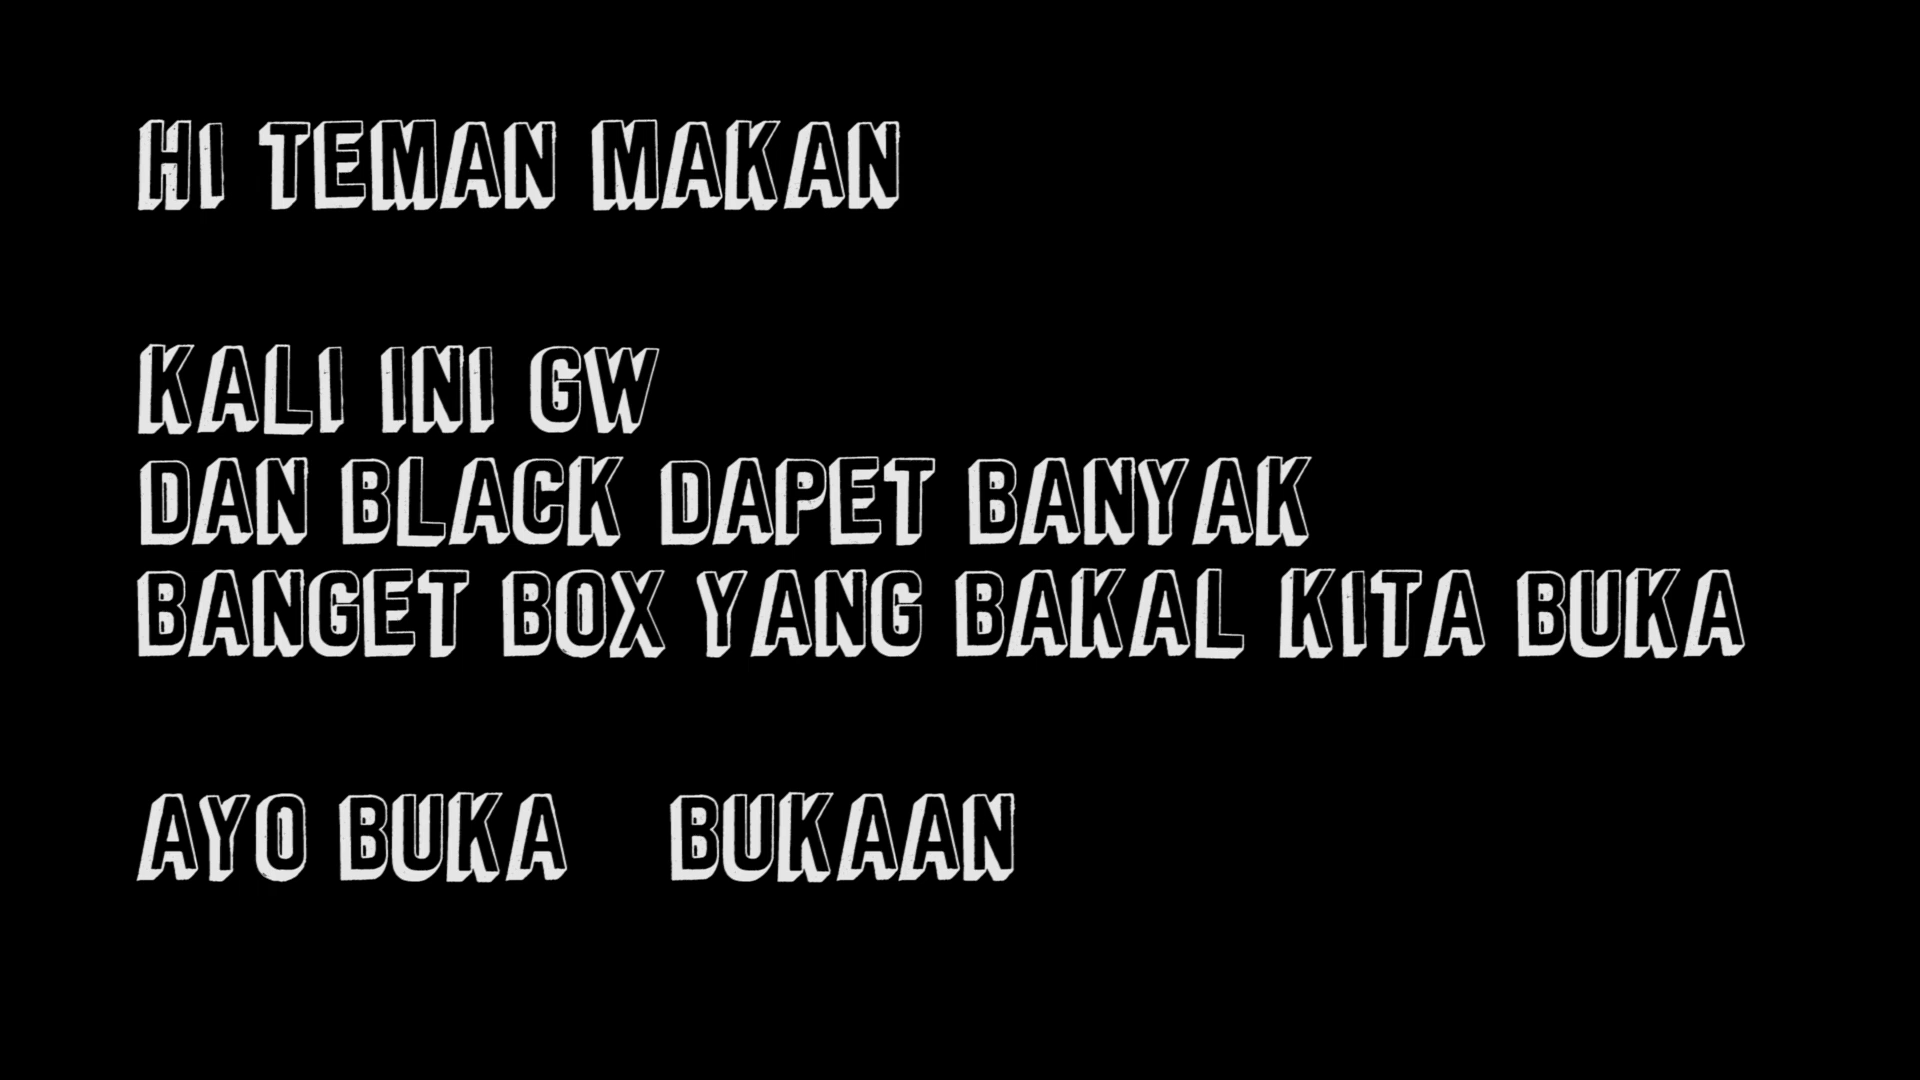 HI TEMAN MAKAN
KALI INI GW
DAN BLACK DAPET BANYAK
BANGET BOX YANG BAKAL KITA BUKA
AYO BUKA BUKAAN